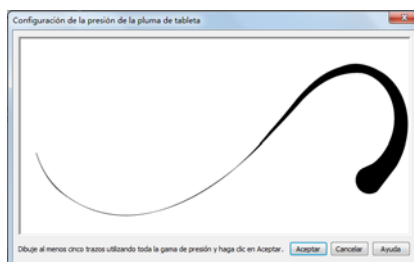 Configuración de la presión de la pluma de tableta
Dibuje al menos cinco trazos utilizando toda la gama de presión y haga clic en Aceptar. Aceptar Cancelar Ayuda